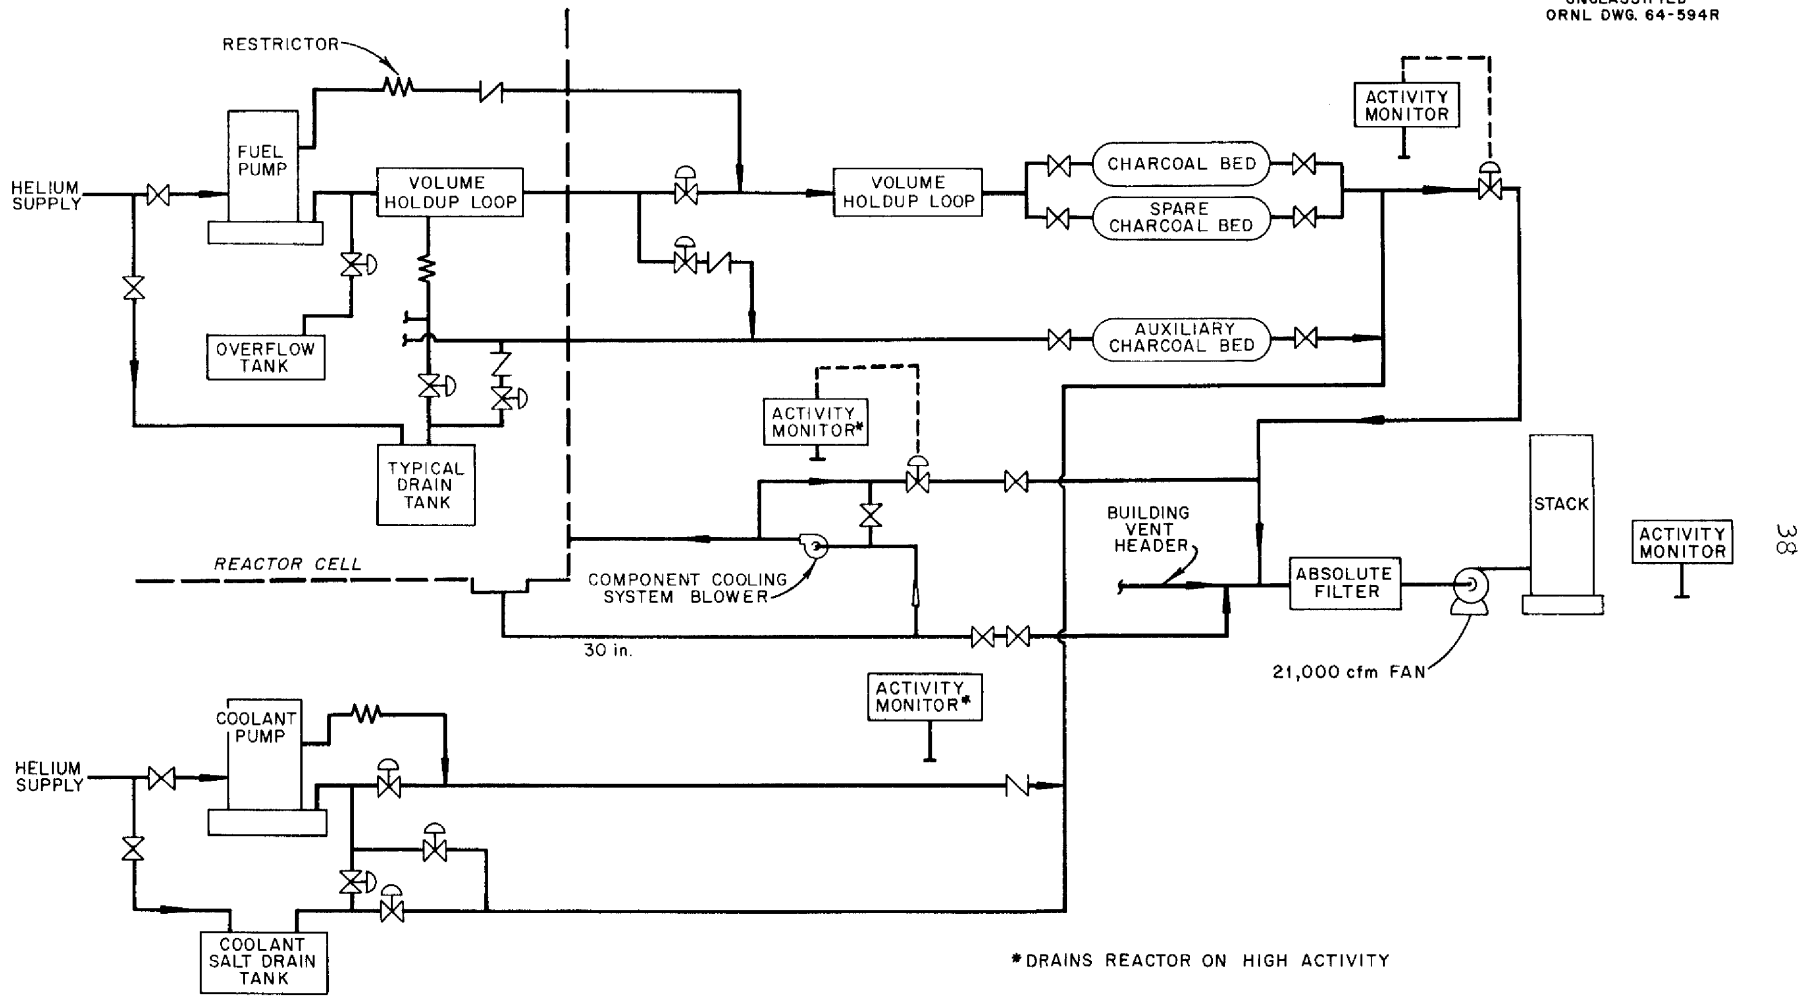 UNCLASSIFIED
ORNL DWG. 64-594R
RESTRICTOR
ACTIVITY
MONITOR
FUEL
PUMP
HELIUM
SUPPLY
VOLUME
HOLDUP LOOP
VOLUME
HOLDUP LOOP
CHARCOAL BED
SPARE
CHARCOAL BED
OVERFLOW
TANK
AUXILIARY
CHARCOAL BED
ACTIVITY
MONITOR*
TYPICAL
DRAIN
TANK
STACK
BUILDING
VENT
HEADER
ACTIVITY
MONITOR
38
REACTOR CELL
COMPONENT COOLING
SYSTEM BLOWER
ABSOLUTE
FILTER
30 in.
21,000 cfm FAN
ACTIVITY
MONITOR*
COOLANT
PUMP
HELIUM
SUPPLY
COOLANT
SALT DRAIN
TANK
*DRAINS REACTOR ON HIGH ACTIVITY